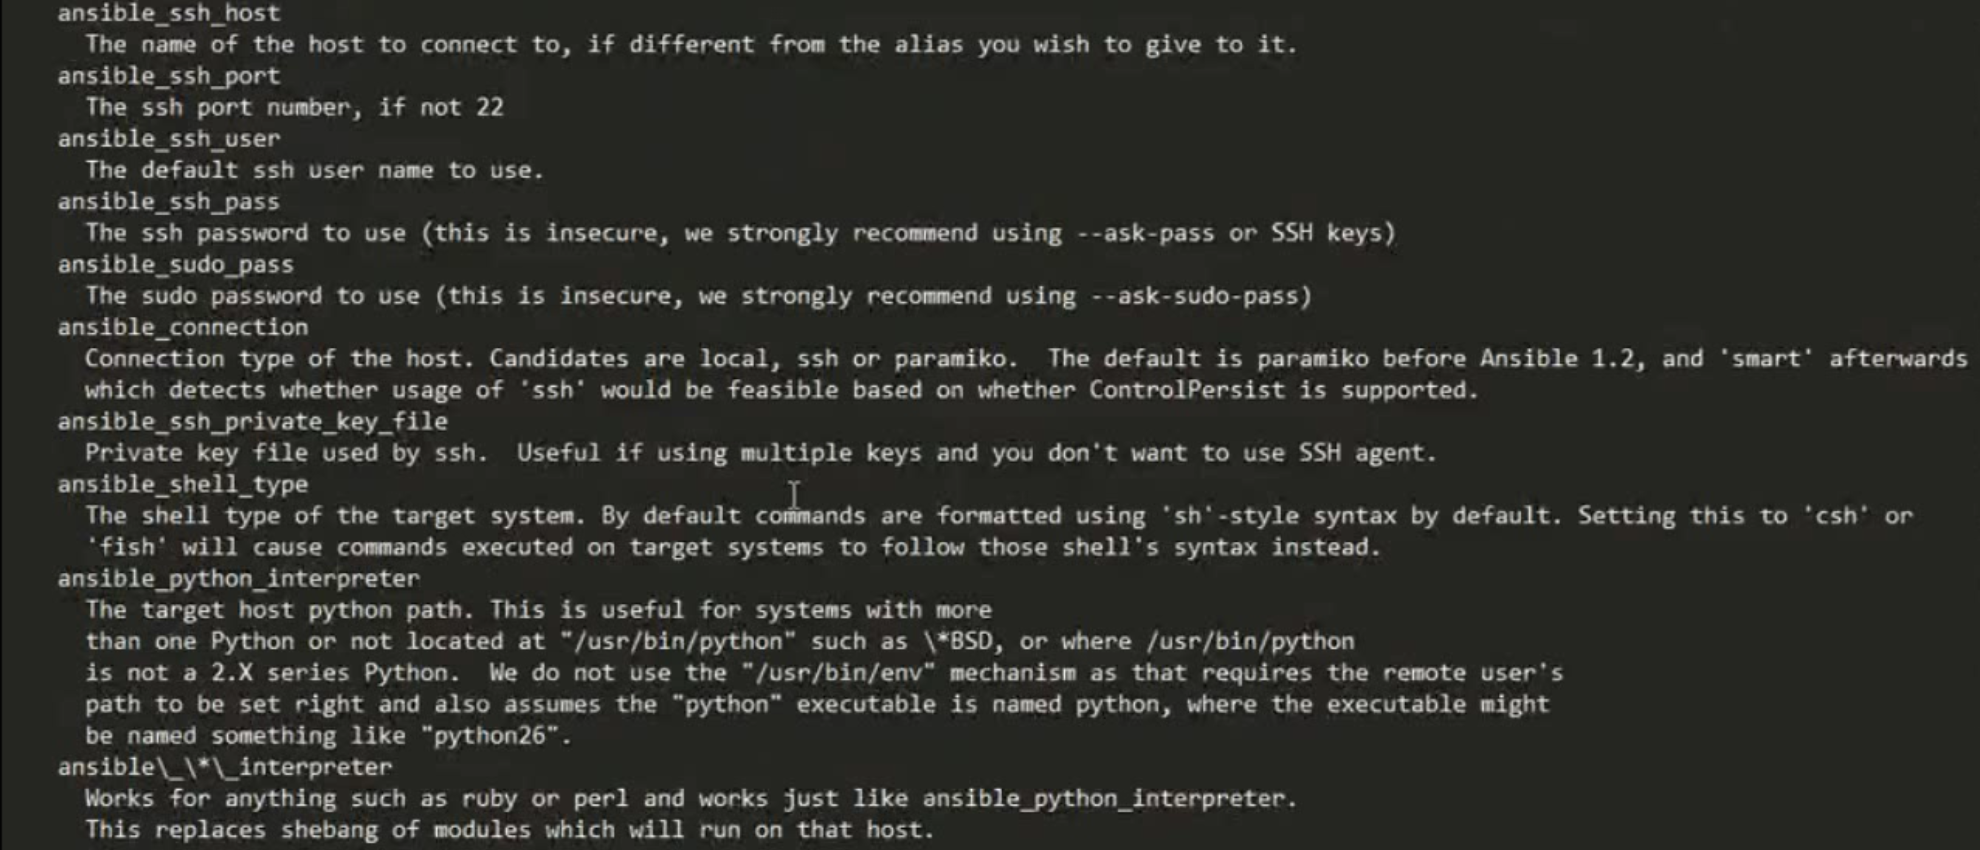 ansible_ssh_host
The name of the host to connect to, if different from the alias you wish to give to it.
ansible_ssh_port
The ssh port number, if not 22
ansible_ssh_user
The default ssh user name to use.
ansible_ssh_pass
The ssh password to use (this is insecure, we strongly recommend using --ask-pass or SSH keys)
ansible_sudo_pass
The sudo password to use (this is insecure, we strongly recommend using --ask-sudo-pass)
ansible_connection
Connection type of the host. Candidates are local, ssh or paramiko.  The default is paramiko before Ansible 1.2, and 'smart' afterwards
which detects whether usage of 'ssh' would be feasible based on whether ControlPersist is supported.
ansible_ssh_private_key_file
Private key file used by ssh.  Useful if using multiple keys and you don't want to use SSH agent.
ansible_shell_type
The shell type of the target system. By default commands are formatted using 'sh'-style syntax by default. Setting this to 'csh' or
'fish' will cause commands executed on target systems to follow those shell's syntax instead.
ansible_python_interpreter
The target host python path. This is useful for systems with more
than one Python or not located at "/usr/bin/python" such as \*BSD, or where /usr/bin/python
is not a 2.X series Python.  We do not use the "/usr/bin/env" mechanism as that requires the remote user's
path to be set right and also assumes the "python" executable is named python, where the executable might
be named something like "python26".
ansible\_\*\_interpreter
Works for anything such as ruby or perl and works just like ansible_python_interpreter.
This replaces shebang of modules which will run on that host.